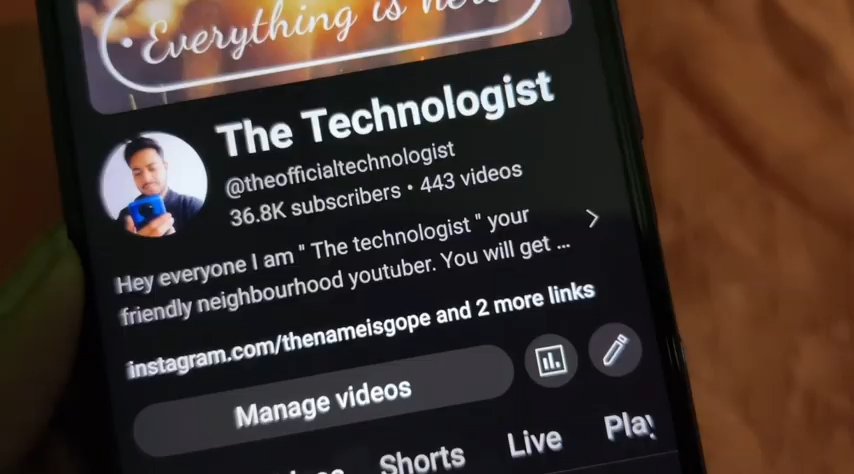 Everything is here
The Technologist
@theofficialtechnologist
36.8K subscribers • 443 videos
Hey everyone I am " The technologist " your
friendly neighbourhood youtuber. You will get ...
instagram.com/thenameisgope and 2 more links
Manage videos
Shorts Live